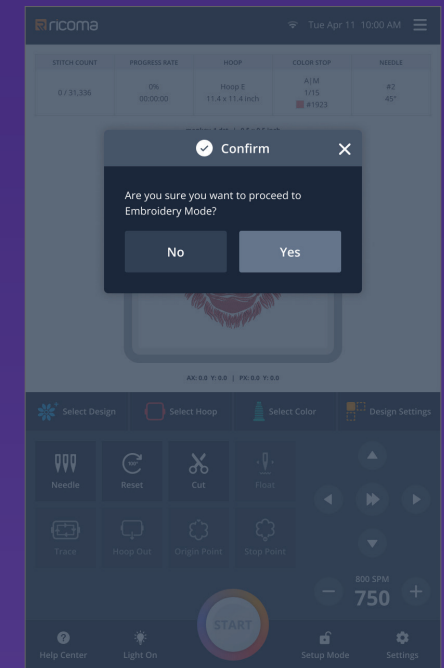 ricoma
Tue Apr 11 10:00 AM
STITCH COUNT PROGRESS RATE HOOP COLOR STOP NEEDLE
0 / 31,336 0% Hoop E A|M #2
00:00:00 11.4 x 11.4 inch 1/15 45°
#1023
Confirm
Are you sure you want to proceed to
Embroidery Mode?
No Yes
AX: 0.0 Y: 0.0 | PX: 0.0 Y: 0.0
Select Design Select Hoop Select Color Design Settings
100°
Needle Reset Cut Float
Trace Hoop Out Origin Point Stop Point
800 SPM
750
START
Help Center Light On Setup Mode Settings